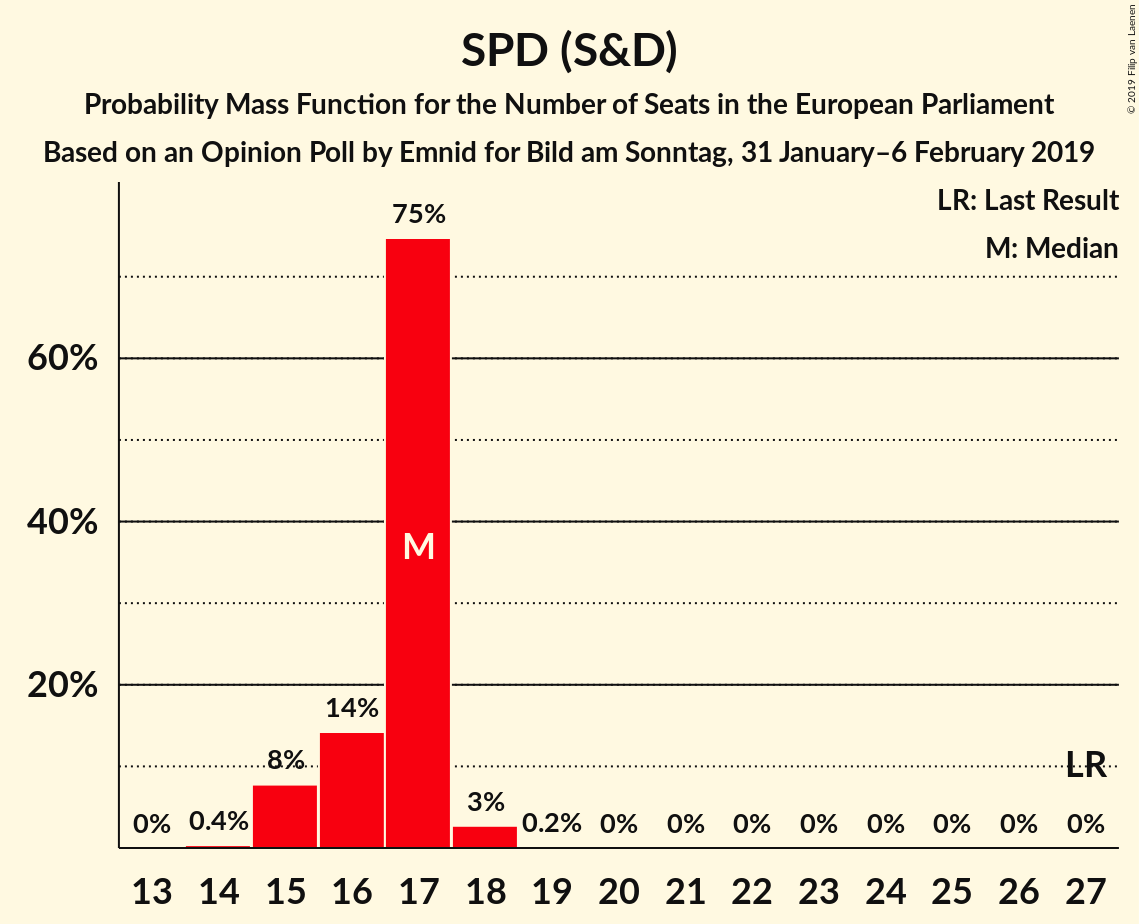 SPD (S&D)
Probability Mass Function for the Number of Seats in the European Parliament
Based on an Opinion Poll by Emnid for Bild am Sonntag, 31 January–6 February 2019
© 2019 Filip van Laenen
LR: Last Result
M: Median
75%
60%
40%
M
20%
14%
8%
LR
0% 0.4% 3% 0.2% 0% 0% 0% 0% 0% 0% 0% 0%
13 14 15 16 17 18 19 20 21 22 23 24 25 26 27